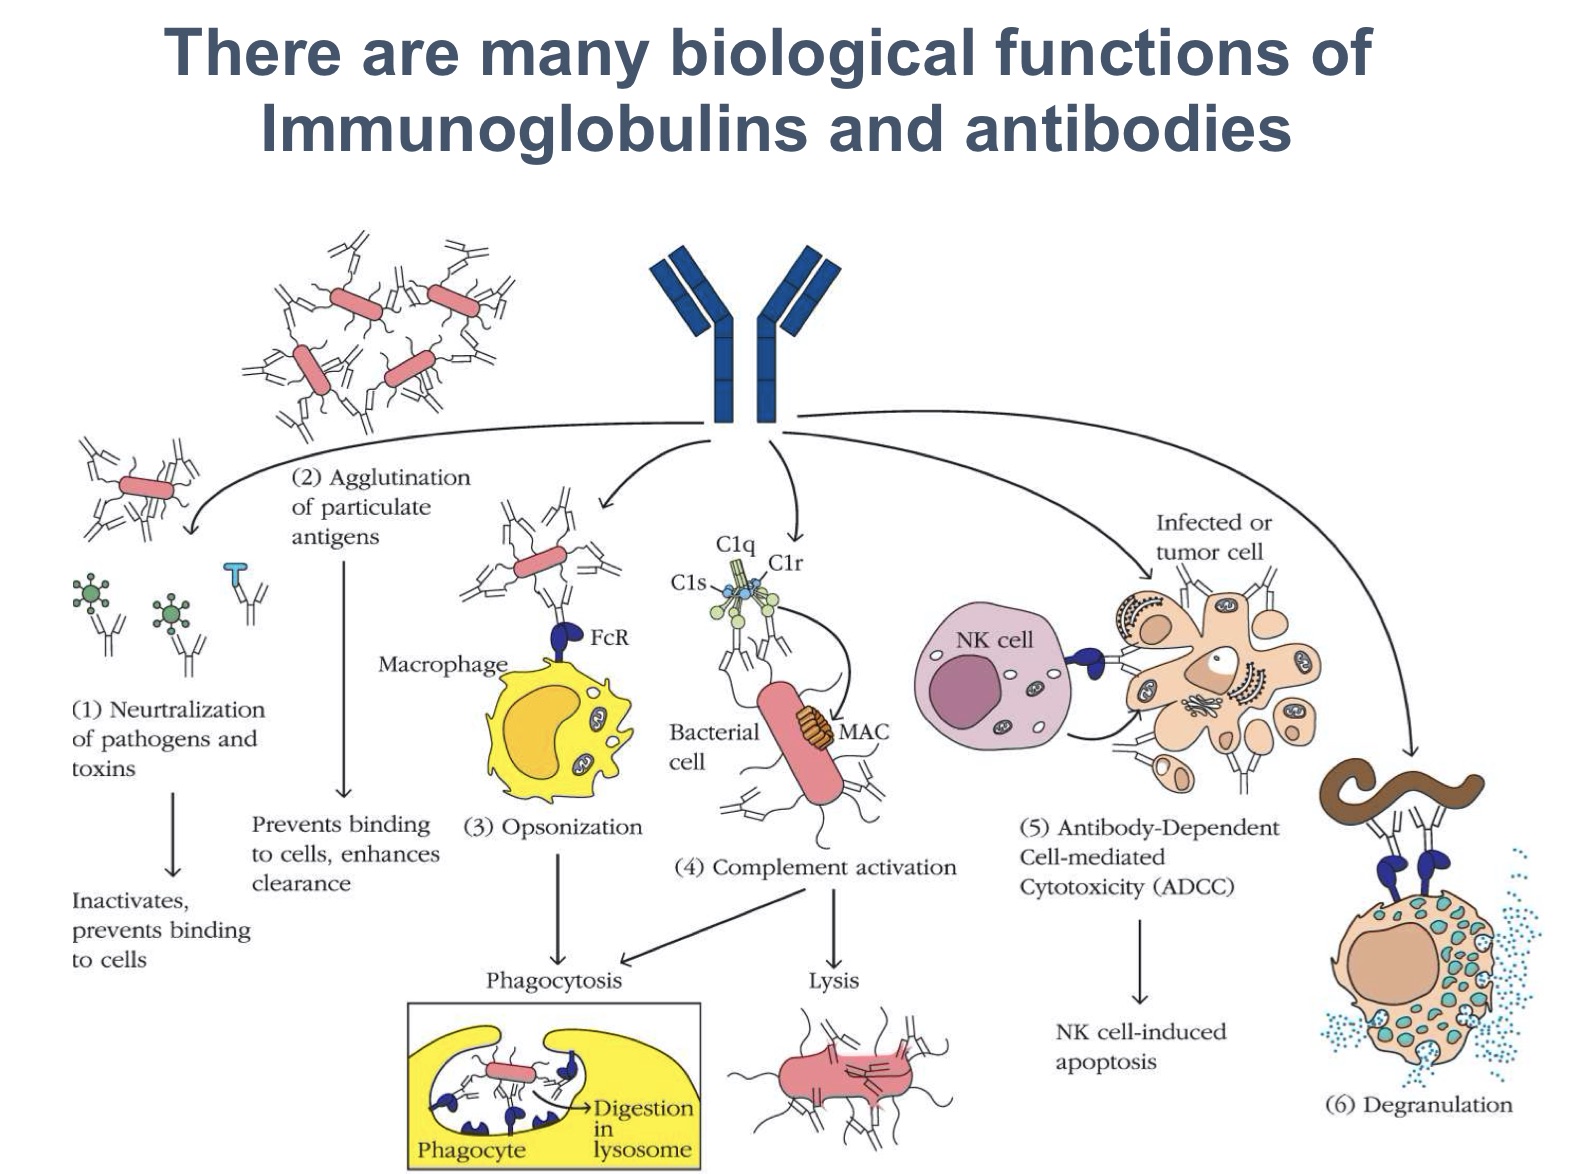 There are many biological functions of
Immunoglobulins and antibodies
(2) Agglutination
of particulate
antigens
(1) Neurtralization
of pathogens and
toxins
Inactivates,
prevents binding
to cells
Prevents binding
to cells, enhances
clearance
FcR
Macrophage
(3) Opsonization
C1q
C1r
C1s
Bacterial
cell
MAC
(4) Complement activation
Phagocytosis
Lysis
Digestion
in
lysosome
Phagocyte
Infected or
tumor cell
NK cell
(5) Antibody-Dependent
Cell-mediated
Cytotoxicity (ADCC)
NK cell-induced
apoptosis
(6) Degranulation